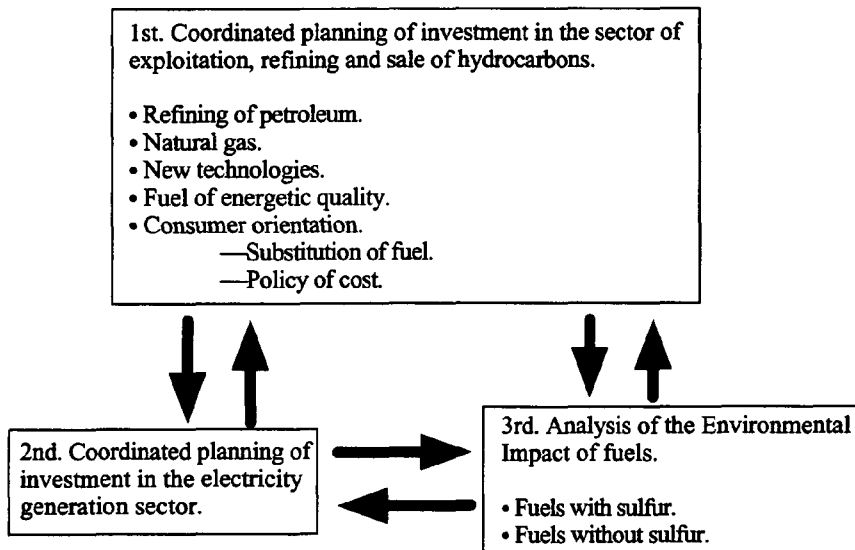 1st. Coordinated planning of investment in the sector of
exploitation, refining and sale of hydrocarbons.
• Refining of petroleum.
• Natural gas.
• New technologies.
• Fuel of energetic quality.
• Consumer orientation.
—Substitution of fuel.
—Policy of cost.
2nd. Coordinated planning of
investment in the electricity
generation sector.
3rd. Analysis of the Environmental
Impact of fuels.
• Fuels with sulfur.
• Fuels without sulfur.